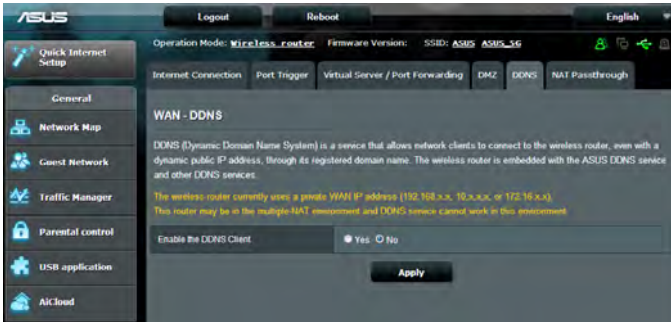 ASUS
Logout
Reboot
English
Quick Internet
Setup
Operation Mode: Wireless router Firmware Version: SSID: ASUS ASUS_5G
Internet Connection
Port Trigger
Virtual Server / Port Forwarding
DMZ
DDNS
NAT Passthrough
General
Network Map
Guest Network
Traffic Manager
Parental control
USB application
AiCloud
WAN - DDNS
DDNS (Dynamic Domain Name System) is a service that allows network clients to connect to the wireless router, even with a
dynamic public IP address, through its registered domain name. The wireless router is embedded with the ASUS DDNS service
and other DDNS services.
The wireless router currently uses a private WAN IP address (192.168.x.x, 10.x.x.x, or 172.16.x.x).
This router may be in the multiple-NAT environment and DDNS service cannot work in this environment.
Enable the DDNS Client
Yes
No
Apply